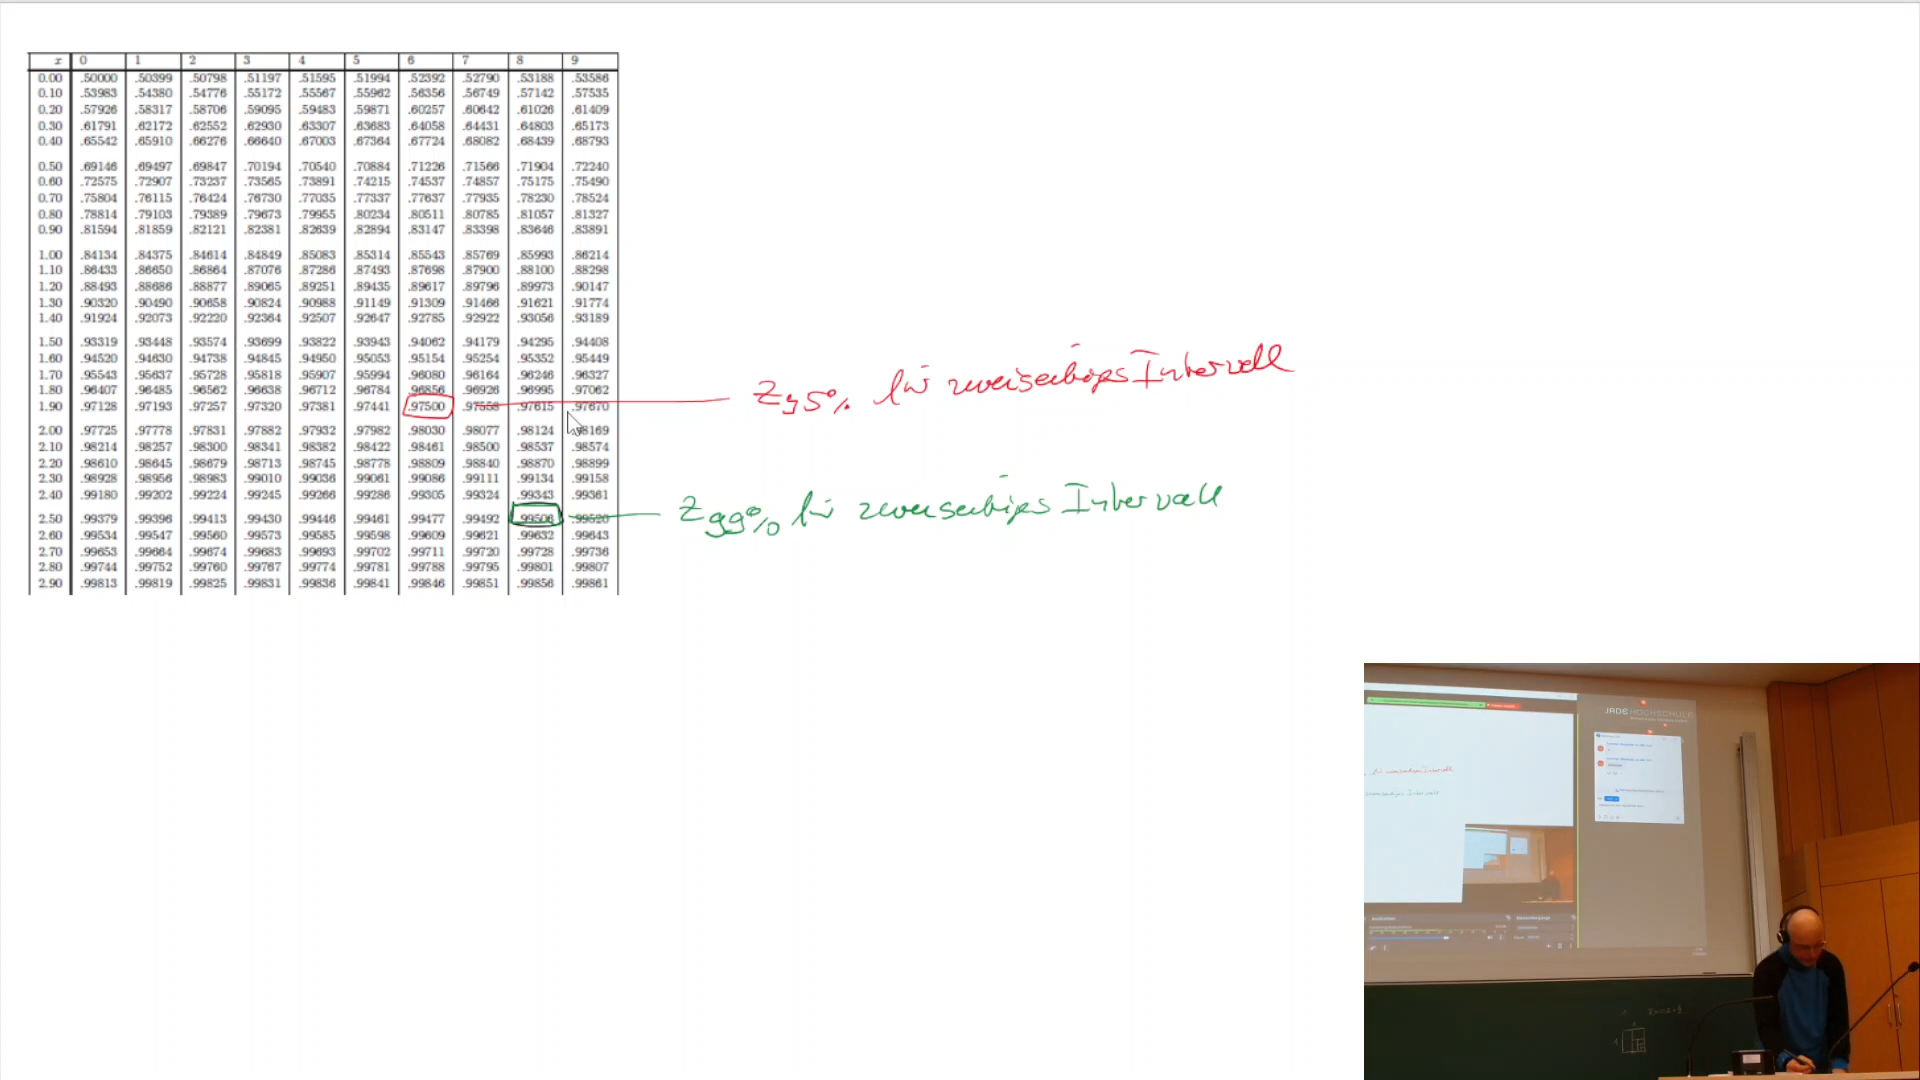 x 0 1 2 3 4 5 6 7 8 9
0.00 .50000 .50399 .50798 .51197 .51595 .51994 .52392 .52790 .53188 .53586
0.10 .53983 .54380 .54776 .55172 .55567 .55962 .56356 .56749 .57142 .57535
0.20 .57926 .58317 .58706 .59095 .59483 .59871 .60257 .60642 .61026 .61409
0.30 .61791 .62172 .62552 .62930 .63307 .63683 .64058 .64431 .64803 .65173
0.40 .65542 .65910 .66276 .66640 .67003 .67364 .67724 .68082 .68439 .68793
0.50 .69146 .69497 .69847 .70194 .70540 .70884 .71226 .71566 .71904 .72240
0.60 .72575 .72907 .73237 .73565 .73891 .74215 .74537 .74857 .75175 .75490
0.70 .75804 .76115 .76424 .76730 .77035 .77337 .77637 .77935 .78230 .78524
0.80 .78814 .79103 .79389 .79673 .79955 .80234 .80511 .80785 .81057 .81327
0.90 .81594 .81859 .82121 .82381 .82639 .82894 .83147 .83398 .83646 .83891
1.00 .84134 .84375 .84614 .84849 .85083 .85314 .85543 .85769 .85993 .86214
1.10 .86433 .86650 .86864 .87076 .87286 .87493 .87698 .87900 .88100 .88298
1.20 .88493 .88686 .88877 .89065 .89251 .89435 .89617 .89796 .89973 .90147
1.30 .90320 .90490 .90658 .90824 .90988 .91149 .91309 .91466 .91621 .91774
1.40 .91924 .92073 .92220 .92364 .92507 .92647 .92785 .92922 .93056 .93189
1.50 .93319 .93448 .93574 .93699 .93822 .93943 .94062 .94179 .94295 .94408
1.60 .94520 .94630 .94738 .94845 .94950 .95053 .95154 .95254 .95352 .95449
1.70 .95543 .95637 .95728 .95818 .95907 .95994 .96080 .96164 .96246 .96327
1.80 .96407 .96485 .96562 .96638 .96712 .96784 .96856 .96926 .96995 .97062
1.90 .97128 .97193 .97257 .97320 .97381 .97441 .97500 .97558 .97615 .97670
z95% für zweiseitiges Intervall
2.00 .97725 .97778 .97831 .97882 .97932 .97982 .98030 .98077 .98124 .98169
2.10 .98214 .98257 .98300 .98341 .98382 .98422 .98461 .98500 .98537 .98574
2.20 .98610 .98645 .98679 .98713 .98745 .98778 .98809 .98840 .98870 .98899
2.30 .98928 .98956 .98983 .99010 .99036 .99061 .99086 .99111 .99134 .99158
2.40 .99180 .99202 .99224 .99245 .99266 .99286 .99305 .99324 .99343 .99361
2.50 .99379 .99396 .99413 .99430 .99446 .99461 .99477 .99492 .99506 .99520
z99% für zweiseitiges Intervall
2.60 .99534 .99547 .99560 .99573 .99585 .99598 .99609 .99621 .99632 .99643
2.70 .99653 .99664 .99674 .99683 .99693 .99702 .99711 .99720 .99728 .99736
2.80 .99744 .99752 .99760 .99767 .99774 .99781 .99788 .99795 .99801 .99807
2.90 .99813 .99819 .99825 .99831 .99836 .99841 .99846 .99851 .99856 .99861
JADE HOCHSCHULE